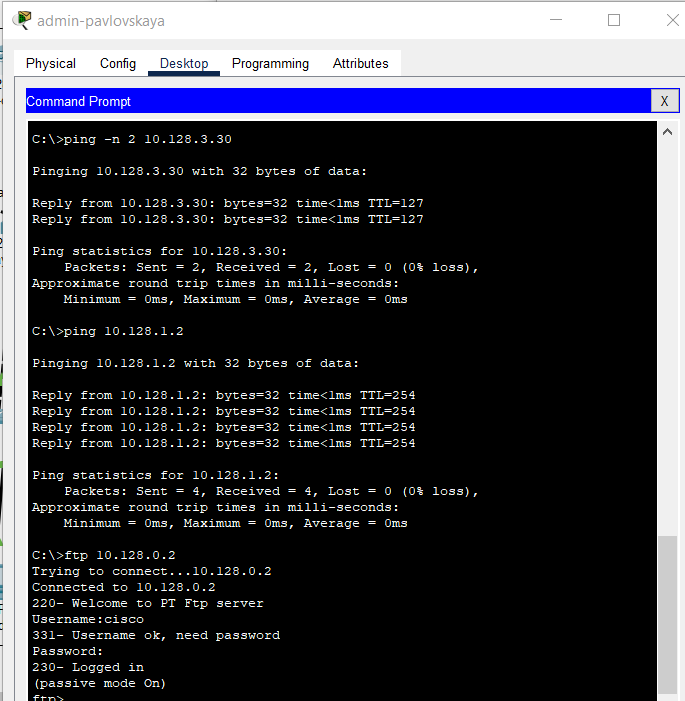 admin-pavlovskaya
Physical Config Desktop Programming Attributes
Command Prompt
X
C:\>ping -n 2 10.128.3.30
Pinging 10.128.3.30 with 32 bytes of data:
Reply from 10.128.3.30: bytes=32 time<1ms TTL=127
Reply from 10.128.3.30: bytes=32 time<1ms TTL=127
Ping statistics for 10.128.3.30:
Packets: Sent = 2, Received = 2, Lost = 0 (0% loss),
Approximate round trip times in milli-seconds:
Minimum = 0ms, Maximum = 0ms, Average = 0ms
C:\>ping 10.128.1.2
Pinging 10.128.1.2 with 32 bytes of data:
Reply from 10.128.1.2: bytes=32 time<1ms TTL=254
Reply from 10.128.1.2: bytes=32 time<1ms TTL=254
Reply from 10.128.1.2: bytes=32 time<1ms TTL=254
Reply from 10.128.1.2: bytes=32 time<1ms TTL=254
Ping statistics for 10.128.1.2:
Packets: Sent = 4, Received = 4, Lost = 0 (0% loss),
Approximate round trip times in milli-seconds:
Minimum = 0ms, Maximum = 0ms, Average = 0ms
C:\>ftp 10.128.0.2
Trying to connect...10.128.0.2
Connected to 10.128.0.2
220- Welcome to PT Ftp server
Username:cisco
331- Username ok, need password
Password:
230- Logged in
(passive mode On)
ftp>